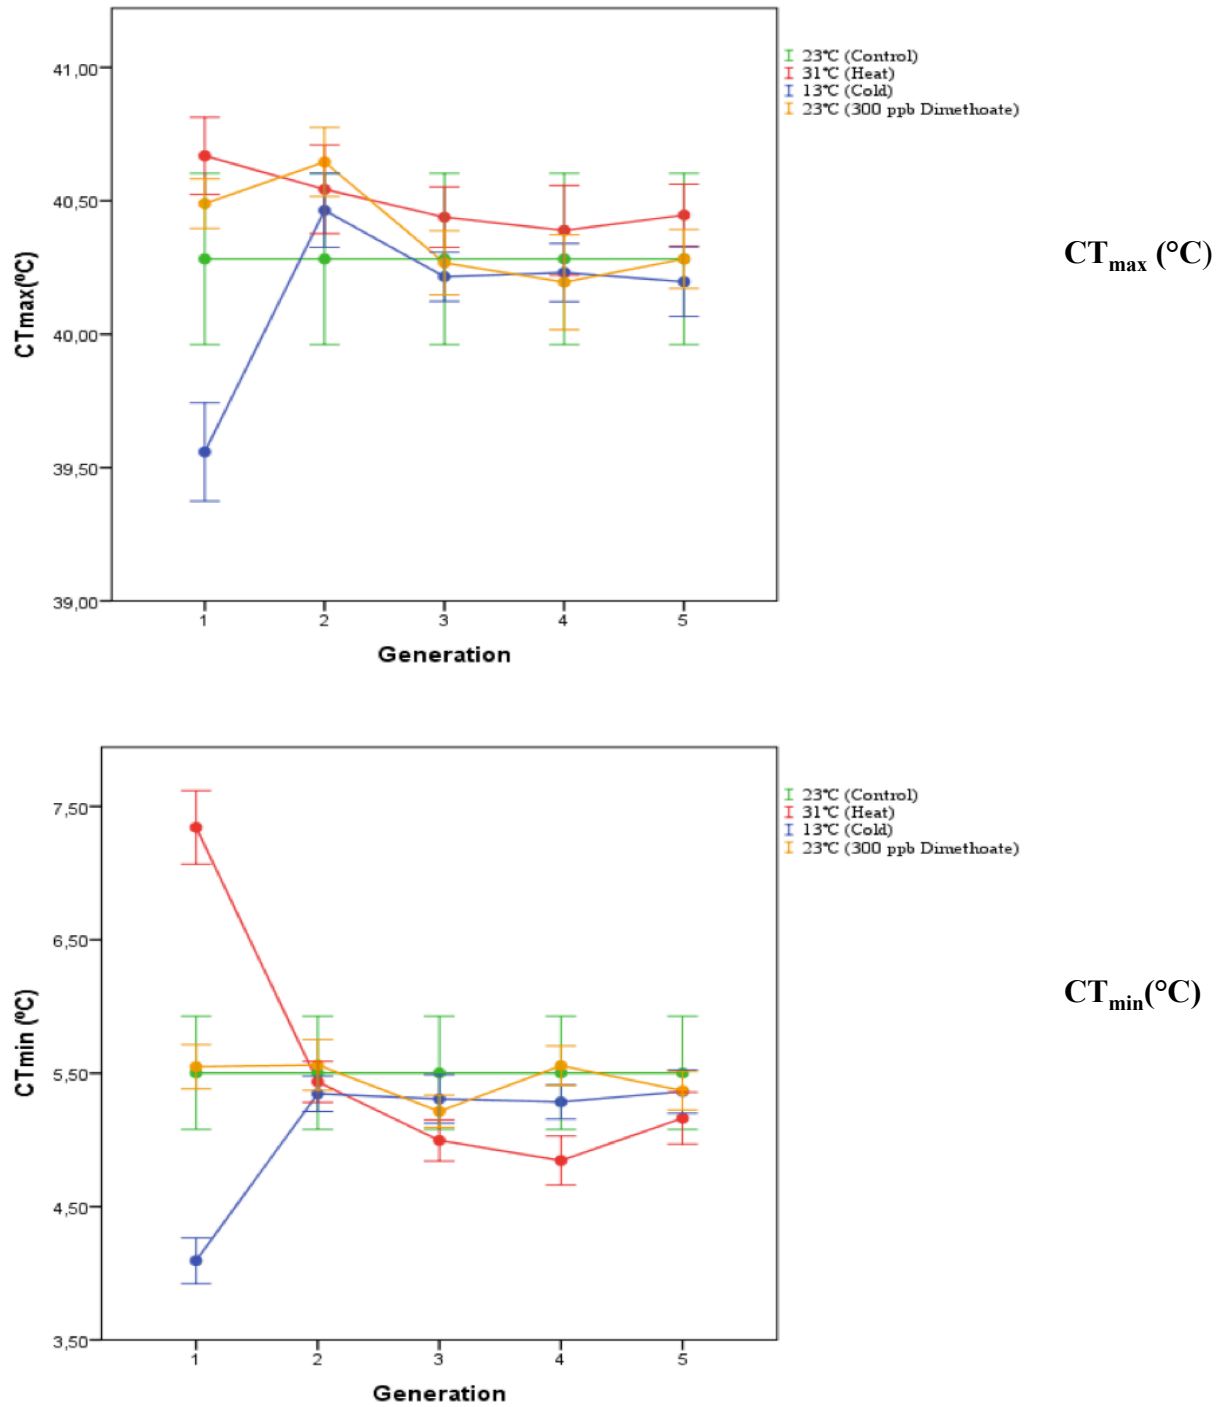 41,00
40,50
40,00
39,50
39,00
CTmax(ºC)
1 2 3 4 5
Generation
23°C (Control)
31°C (Heat)
13°C (Cold)
23°C (300 ppb Dimethoate)
CTmax (°C)
7,50
6,50
5,50
4,50
3,50
CTmin (ºC)
1 2 3 4 5
Generation
23°C (Control)
31°C (Heat)
13°C (Cold)
23°C (300 ppb Dimethoate)
CTmin(°C)